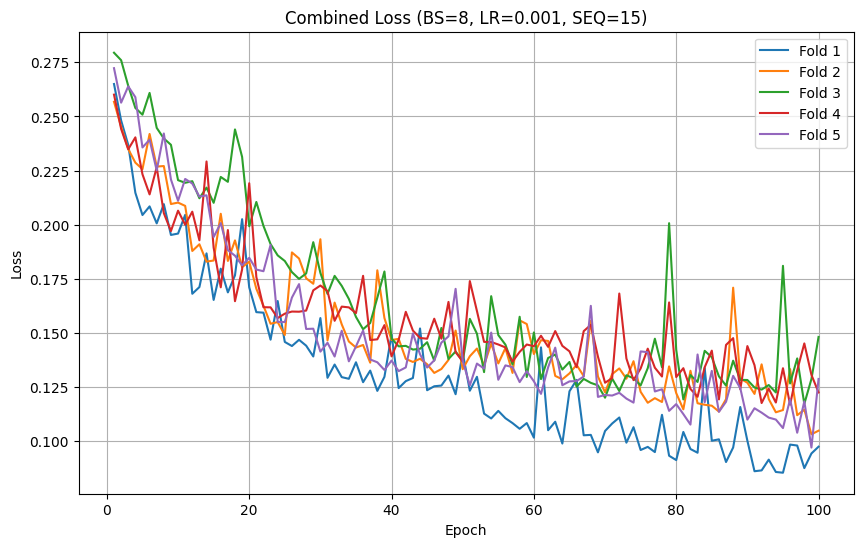 Combined Loss (BS=8, LR=0.001, SEQ=15)
Fold 1
Fold 2
Fold 3
Fold 4
Fold 5
Loss
0.275
0.250
0.225
0.200
0.175
0.150
0.125
0.100
0
20
40
60
80
100
Epoch